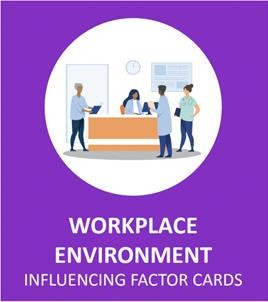 WORKPLACE
ENVIRONMENT
INFLUENCING FACTOR CARDS